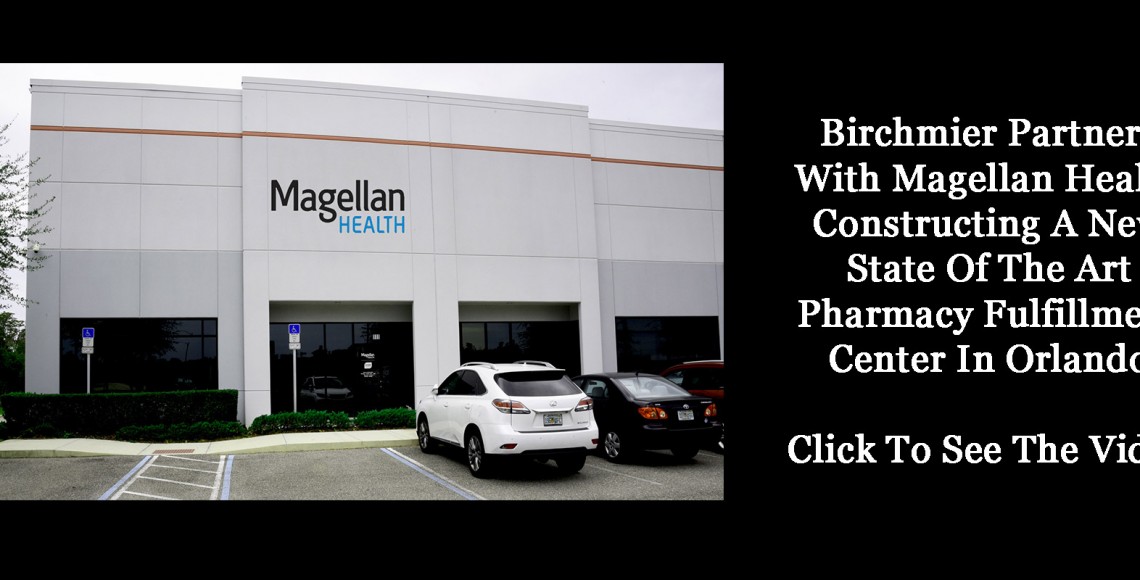 Magellan
HEALTH
Birchmier Partner
With Magellan Heal
Constructing A Ne
State Of The Art
Pharmacy Fulfillme
Center In Orlando
Click To See The Vid